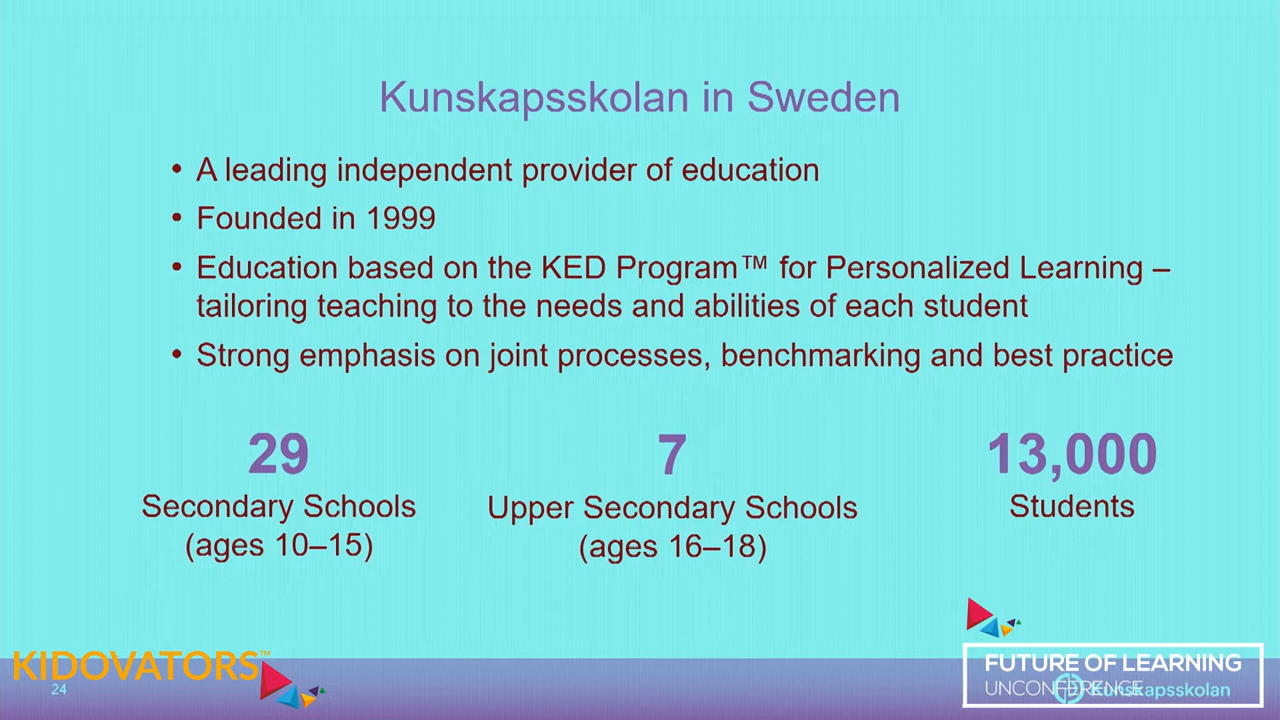 Kunskapsskolan in Sweden
• A leading independent provider of education
• Founded in 1999
• Education based on the KED Program™ for Personalized Learning –
tailoring teaching to the needs and abilities of each student
• Strong emphasis on joint processes, benchmarking and best practice
29
Secondary Schools
(ages 10–15)
7
Upper Secondary Schools
(ages 16–18)
13,000
Students
KIDOVATORS™
24
FUTURE OF LEARNING
UNCONFERENCE
Kunskapsskolan